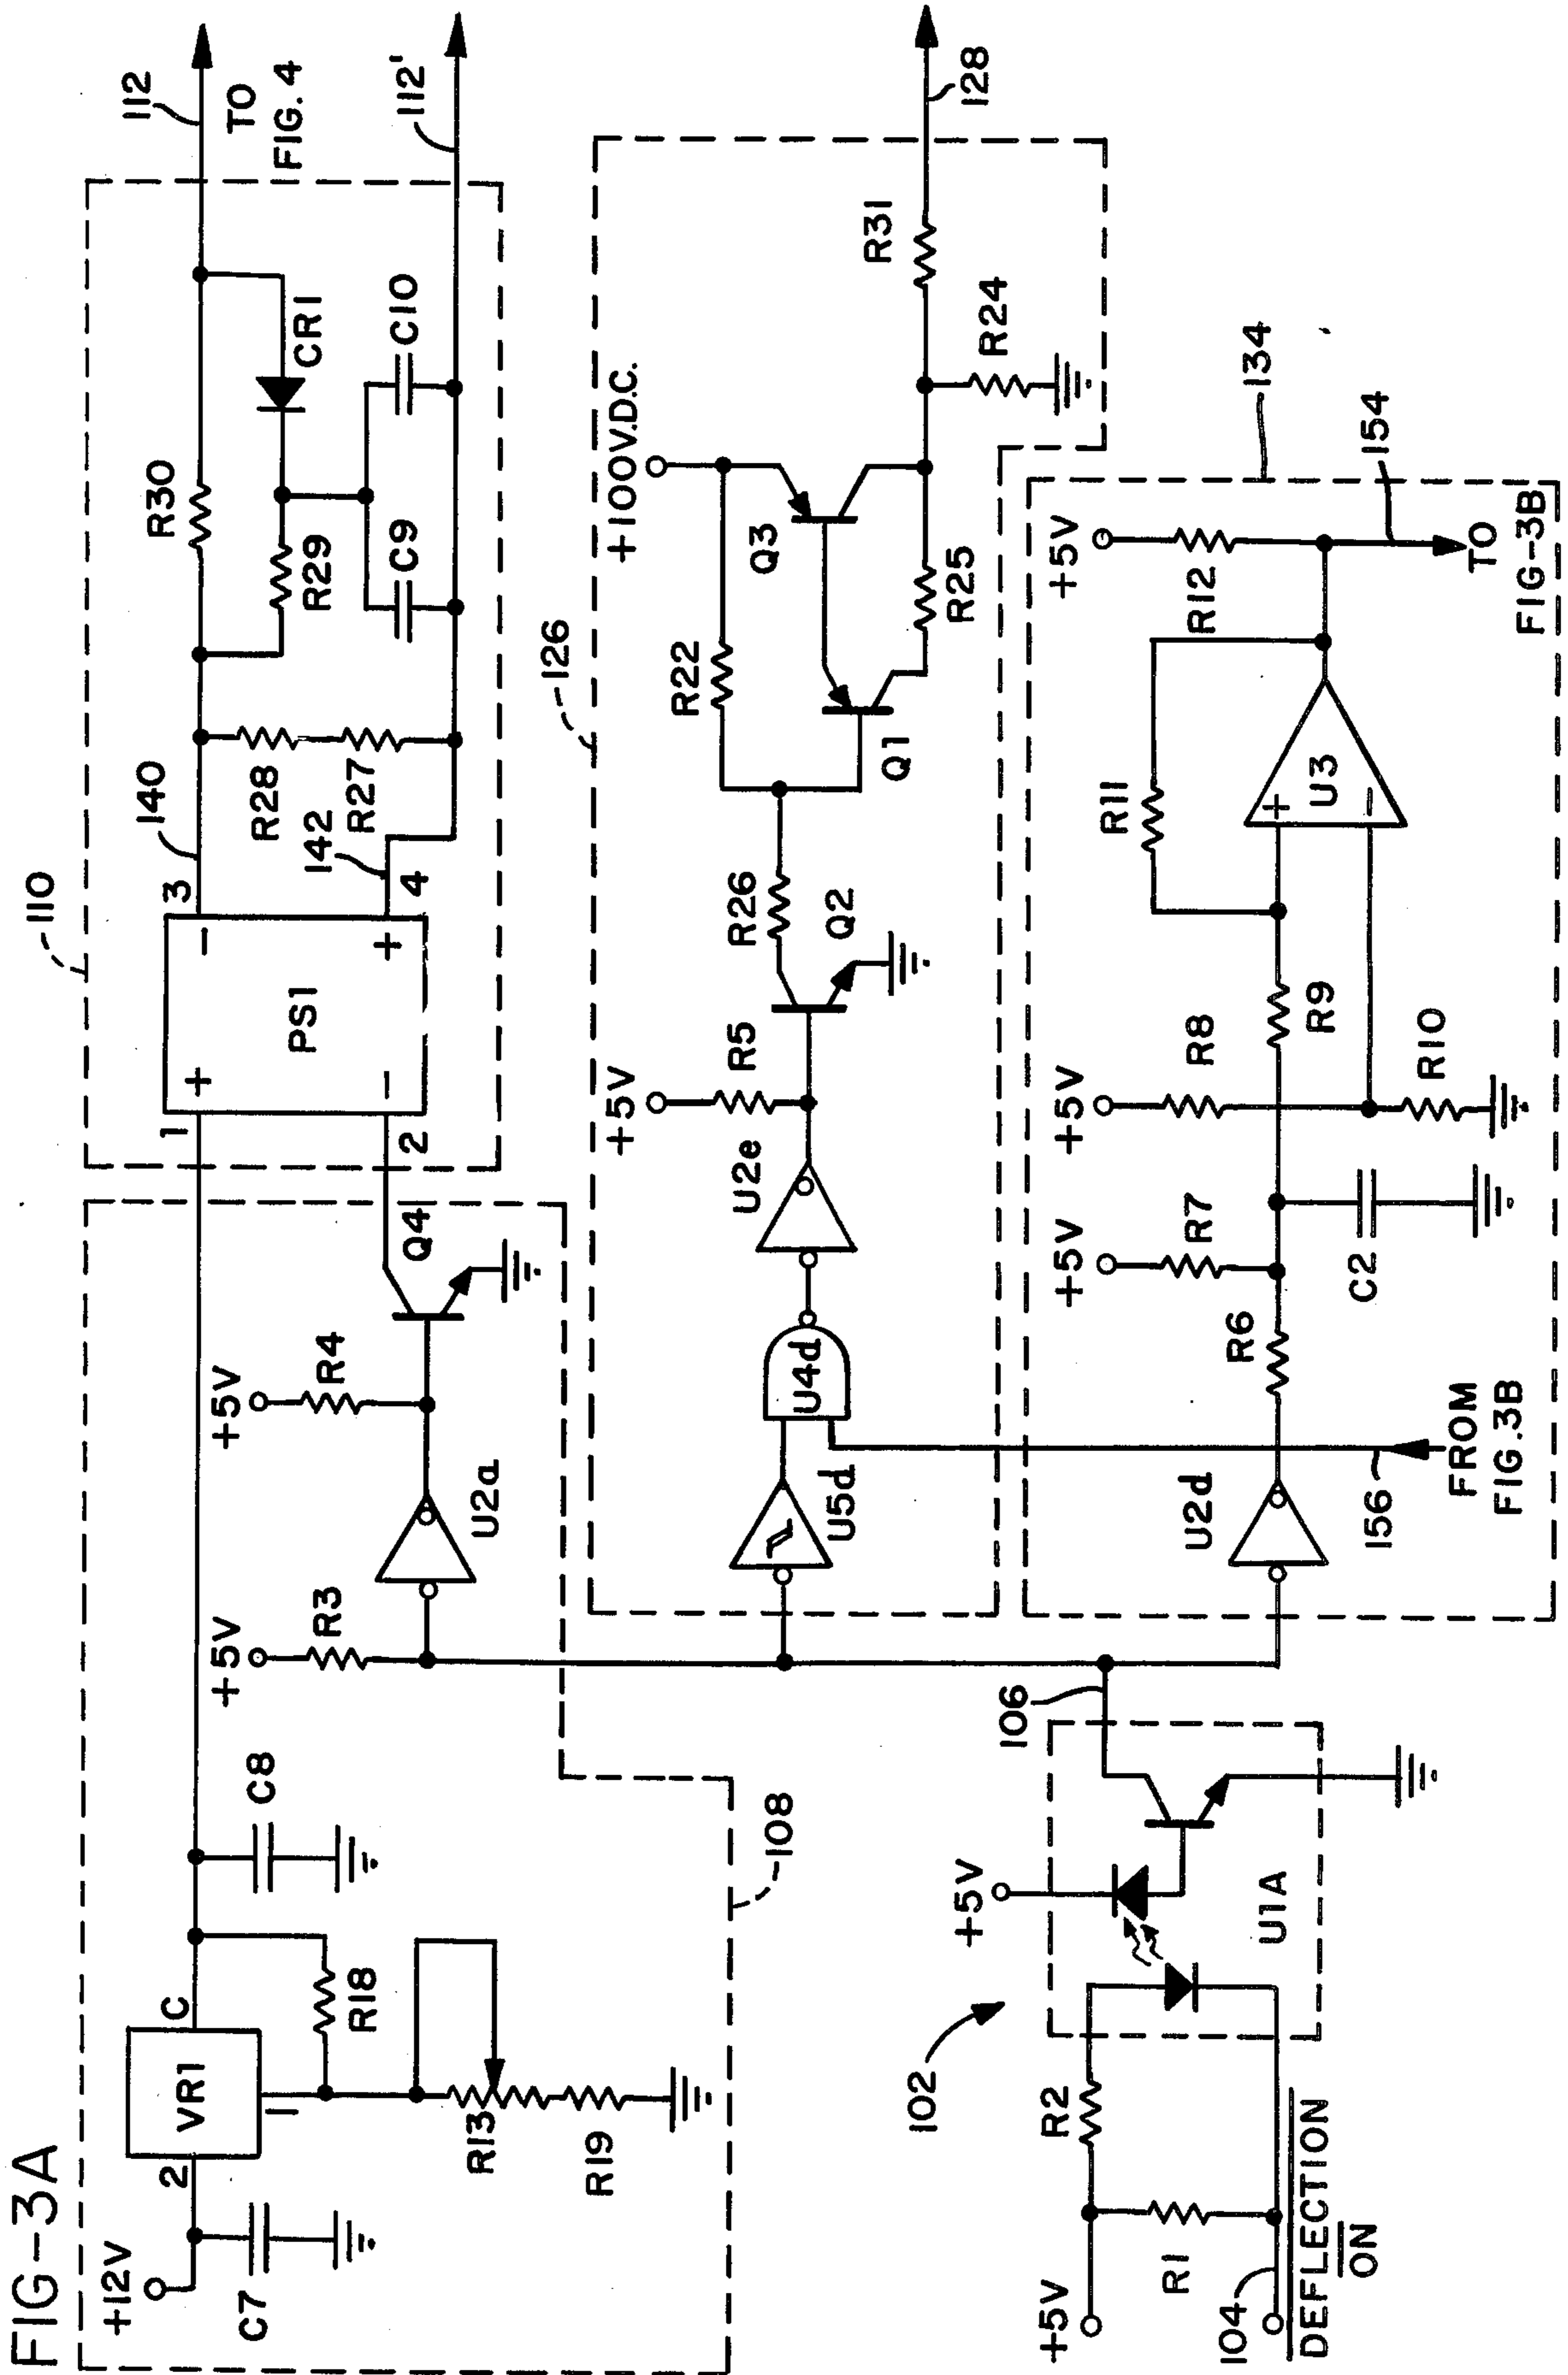 FIG-3A
+12V
C7
2
VR1
C
1
R18
R13
R19
C8
108
+5V
R3
U2a
+5V
R4
Q4
110
1
+
2
−
PS1
3
−
4
+
140
142
R28
R27
R30
R29
CR1
C9
C10
112
TO
FIG. 4
112'
126
U5d
U4d
U2e
+5V
R5
Q2
R26
R22
Q1
Q3
+100V.D.C.
R25
R24
R31
128
+5V
R1
R2
104
DEFLECTION
ON
102
+5V
U1A
106
U2d
156
FROM
FIG.3B
R6
+5V
R7
C2
+5V
R8
R9
R10
R11
+
−
U3
+5V
R12
134
154
TO
FIG-3B